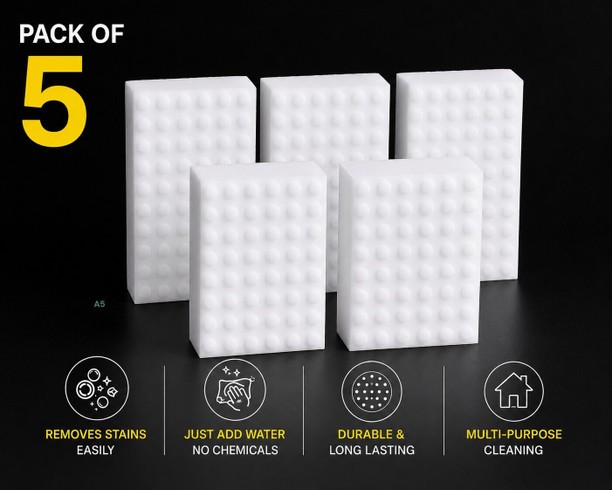 PACK OF
5
A5
REMOVES STAINS
EASILY
JUST ADD WATER
NO CHEMICALS
DURABLE &
LONG LASTING
MULTI-PURPOSE
CLEANING